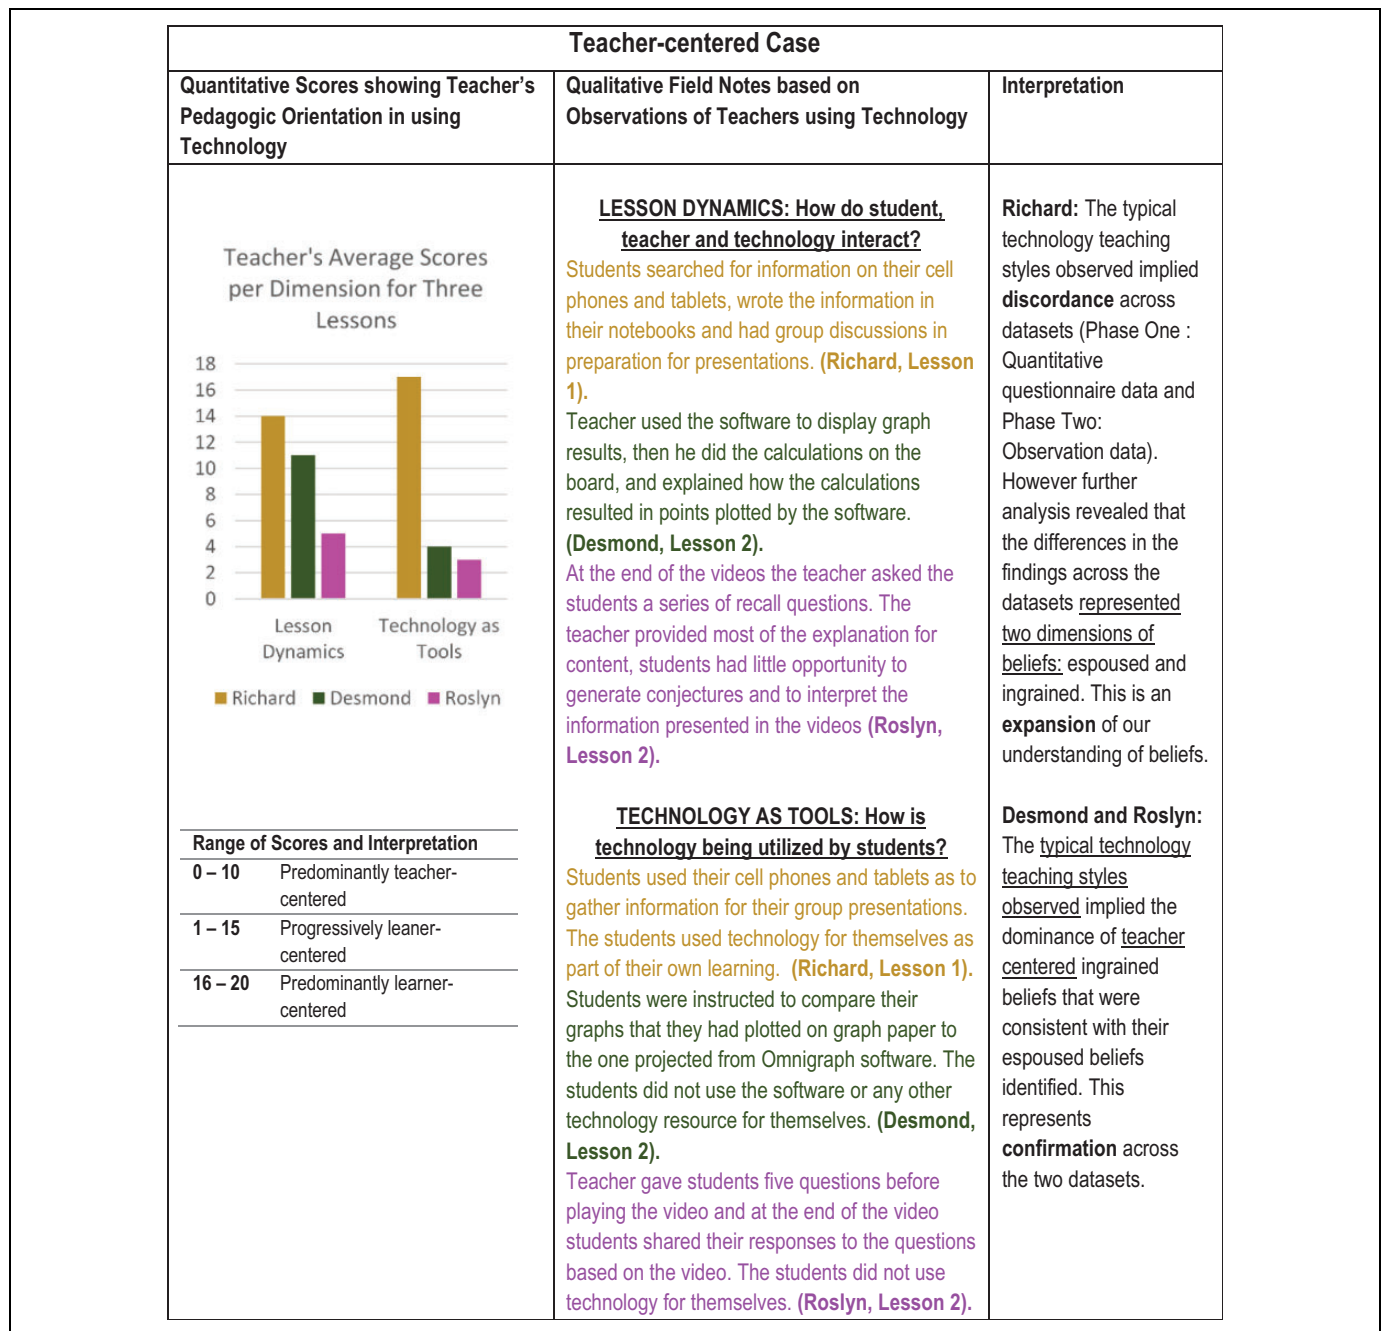 Teacher-centered Case
Quantitative Scores showing Teacher's
Pedagogic Orientation in using
Technology
Qualitative Field Notes based on
Observations of Teachers using Technology
Interpretation
Teacher's Average Scores
per Dimension for Three
Lessons
18
16
14
12
10
8
6
4
2
0
Lesson
Dynamics
Technology as
Tools
Richard
Desmond
Roslyn
Range of Scores and Interpretation
0 – 10 Predominantly teacher-
centered
1 – 15 Progressively leaner-
centered
16 – 20 Predominantly learner-
centered
LESSON DYNAMICS: How do student,
teacher and technology interact?
Students searched for information on their cell
phones and tablets, wrote the information in
their notebooks and had group discussions in
preparation for presentations. (Richard, Lesson
1).
Teacher used the software to display graph
results, then he did the calculations on the
board, and explained how the calculations
resulted in points plotted by the software.
(Desmond, Lesson 2).
At the end of the videos the teacher asked the
students a series of recall questions. The
teacher provided most of the explanation for
content, students had little opportunity to
generate conjectures and to interpret the
information presented in the videos (Roslyn,
Lesson 2).
TECHNOLOGY AS TOOLS: How is
technology being utilized by students?
Students used their cell phones and tablets as to
gather information for their group presentations.
The students used technology for themselves as
part of their own learning. (Richard, Lesson 1).
Students were instructed to compare their
graphs that they had plotted on graph paper to
the one projected from Omnigraph software. The
students did not use the software or any other
technology resource for themselves. (Desmond,
Lesson 2).
Teacher gave students five questions before
playing the video and at the end of the video
students shared their responses to the questions
based on the video. The students did not use
technology for themselves. (Roslyn, Lesson 2).
Richard: The typical
technology teaching
styles observed implied
discordance across
datasets (Phase One :
Quantitative
questionnaire data and
Phase Two:
Observation data).
However further
analysis revealed that
the differences in the
findings across the
datasets represented
two dimensions of
beliefs: espoused and
ingrained. This is an
expansion of our
understanding of beliefs.
Desmond and Roslyn:
The typical technology
teaching styles
observed implied the
dominance of teacher
centered ingrained
beliefs that were
consistent with their
espoused beliefs
identified. This
represents
confirmation across
the two datasets.